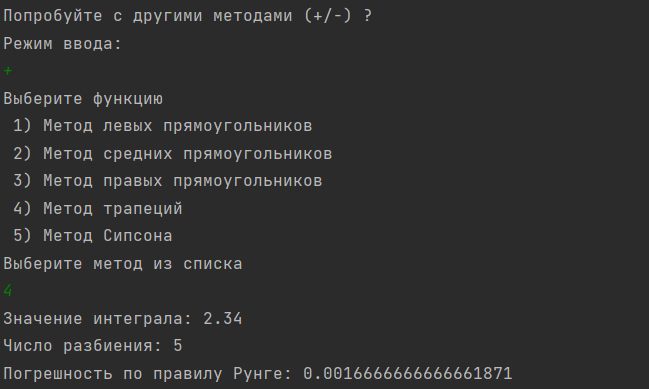 Попробуйте с другими методами (+/-) ?
Режим ввода:
+
Выберите функцию
1) Метод левых прямоугольников
2) Метод средних прямоугольников
3) Метод правых прямоугольников
4) Метод трапеций
5) Метод Сипсона
Выберите метод из списка
4
Значение интеграла: 2.34
Число разбиения: 5
Погрешность по правилу Рунге: 0.0016666666666661871